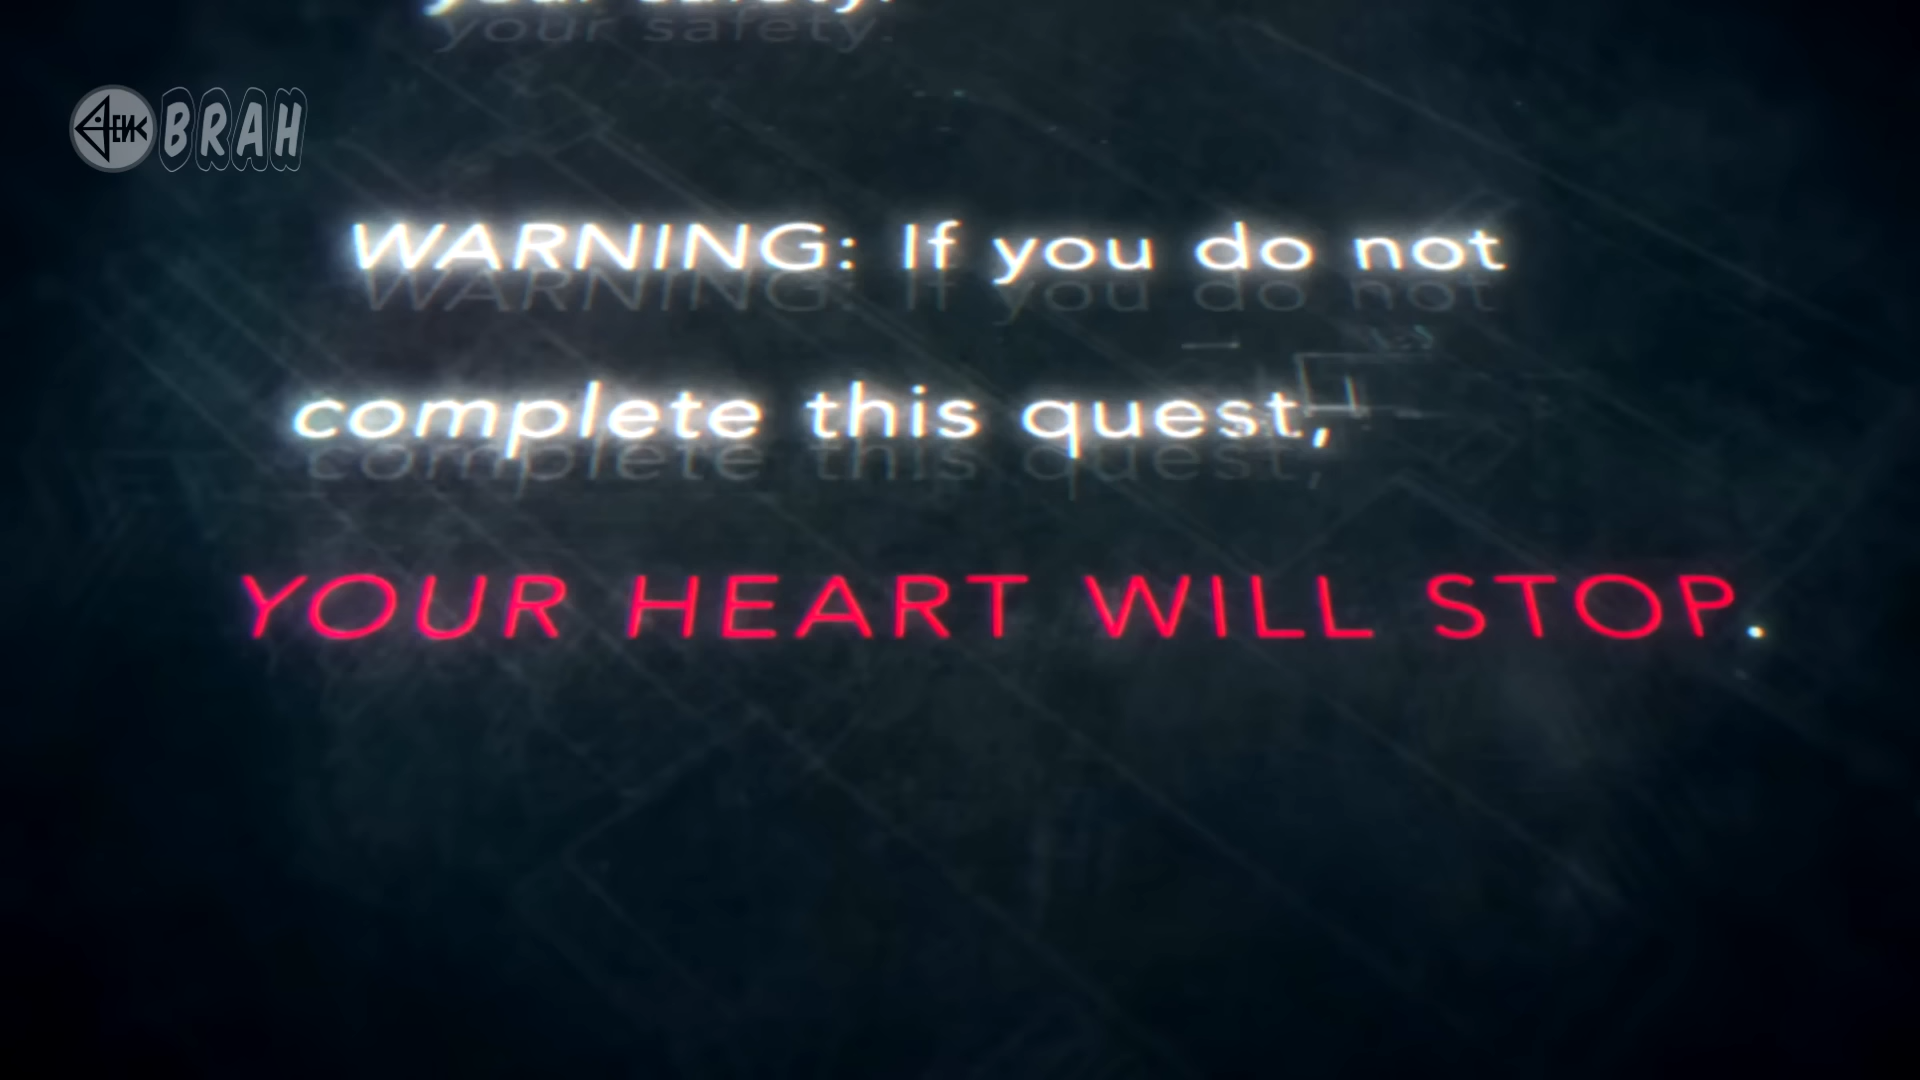 your safety.
BRAH
WARNING: If you do not
complete this quest,
YOUR HEART WILL STOP.